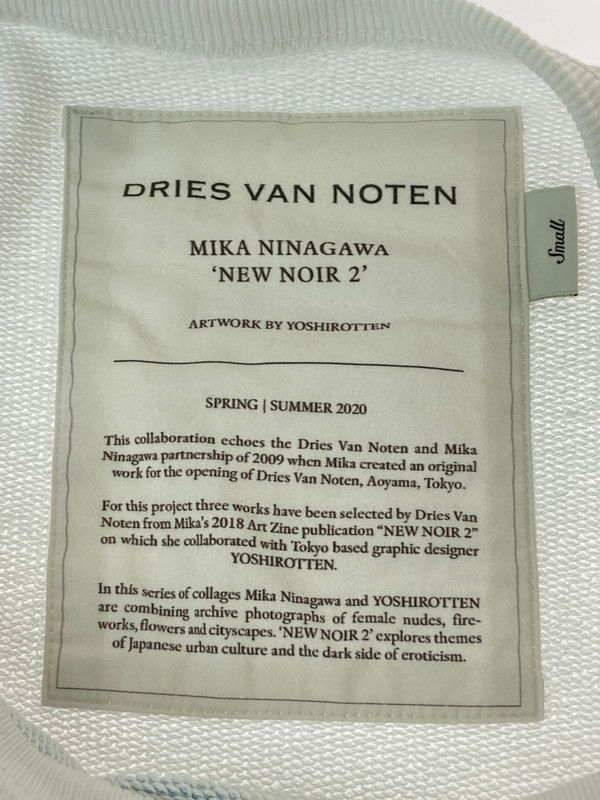 DRIES VAN NOTEN
MIKA NINAGAWA
‘NEW NOIR 2’
ARTWORK BY YOSHIROTTEN
SPRING | SUMMER 2020
This collaboration echoes the Dries Van Noten and Mika
Ninagawa partnership of 2009 when Mika created an original
work for the opening of Dries Van Noten, Aoyama, Tokyo.
For this project three works have been selected by Dries Van
Noten from Mika's 2018 Art Zine publication “NEW NOIR 2”
on which she collaborated with Tokyo based graphic designer
YOSHIROTTEN.
In this series of collages Mika Ninagawa and YOSHIROTTEN
are combining archive photographs of female nudes, fire-
works, flowers and cityscapes. ‘NEW NOIR 2’ explores themes
of Japanese urban culture and the dark side of eroticism.
Small